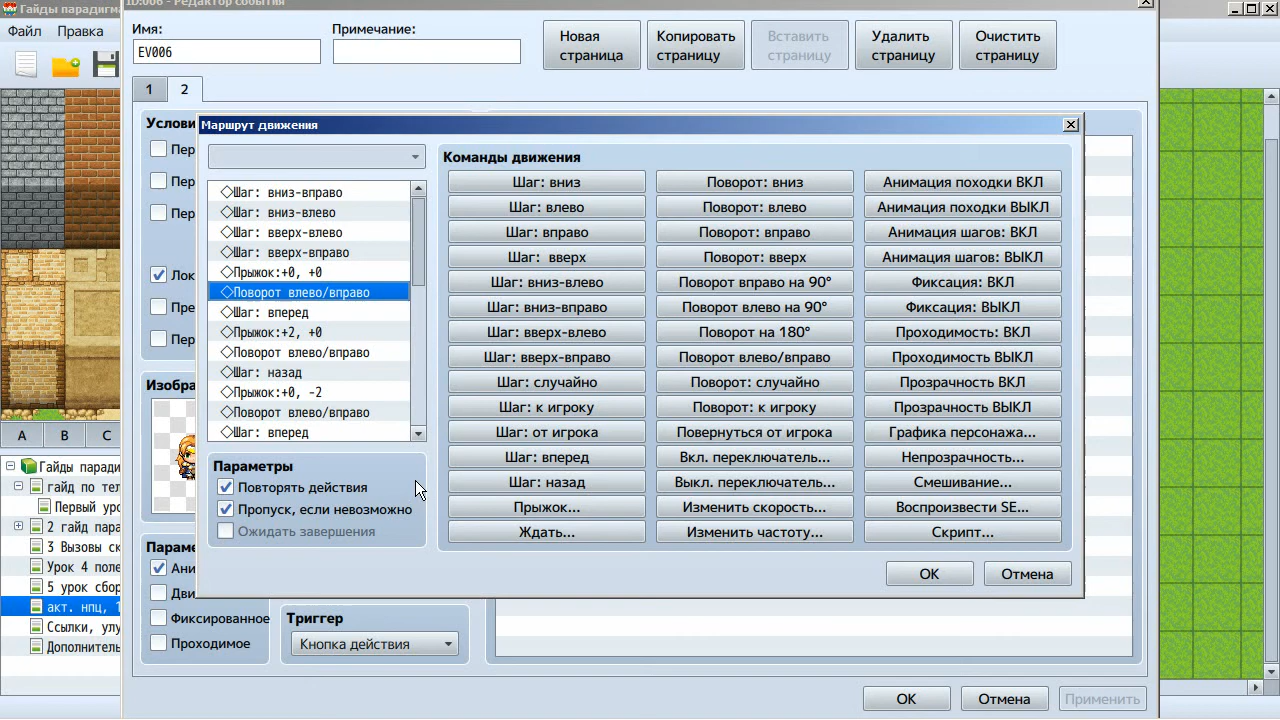 Гайды парадигма
ID:006 - Редактор события
Файл Правка
Имя:
Примечание:
EV006
Новая страница
Копировать страницу
Вставить страницу
Удалить страницу
Очистить страницу
1 2
Услови
Пер
Пер
Пер
Лок
Пре
Пер
Маршрут движения
◇Шаг: вниз-вправо
◇Шаг: вниз-влево
◇Шаг: вверх-влево
◇Шаг: вверх-вправо
◇Прыжок:+0, +0
◇Поворот влево/вправо
◇Шаг: вперед
◇Прыжок:+2, +0
◇Поворот влево/вправо
◇Шаг: назад
◇Прыжок:+0, -2
◇Поворот влево/вправо
◇Шаг: вперед
Параметры
Повторять действия
Пропуск, если невозможно
Ожидать завершения
Команды движения
Шаг: вниз Поворот: вниз Анимация походки ВКЛ
Шаг: влево Поворот: влево Анимация походки ВЫКЛ
Шаг: вправо Поворот: вправо Анимация шагов: ВКЛ
Шаг: вверх Поворот: вверх Анимация шагов: ВЫКЛ
Шаг: вниз-влево Поворот вправо на 90° Фиксация: ВКЛ
Шаг: вниз-вправо Поворот влево на 90° Фиксация: ВЫКЛ
Шаг: вверх-влево Поворот на 180° Проходимость: ВКЛ
Шаг: вверх-вправо Поворот влево/вправо Проходимость ВЫКЛ
Шаг: случайно Поворот: случайно Прозрачность ВКЛ
Шаг: к игроку Поворот: к игроку Прозрачность ВЫКЛ
Шаг: от игрока Повернуться от игрока Графика персонажа...
Шаг: вперед Вкл. переключатель... Непрозрачность...
Шаг: назад Выкл. переключатель... Смешивание...
Прыжок... Изменить скорость... Воспроизвести SE...
Ждать... Изменить частоту... Скрипт...
OK Отмена
Изобра
A B C
Гайды паради
гайд по тел
Первый уро
2 гайд пара
3 Вызовы ск
Урок 4 поле
5 урок сбор
акт. нпц, 1
Ссылки, улу
Дополнитель
Параме
Ани
Дви
Фиксированное
Проходимое
Триггер
Кнопка действия
OK Отмена Применить